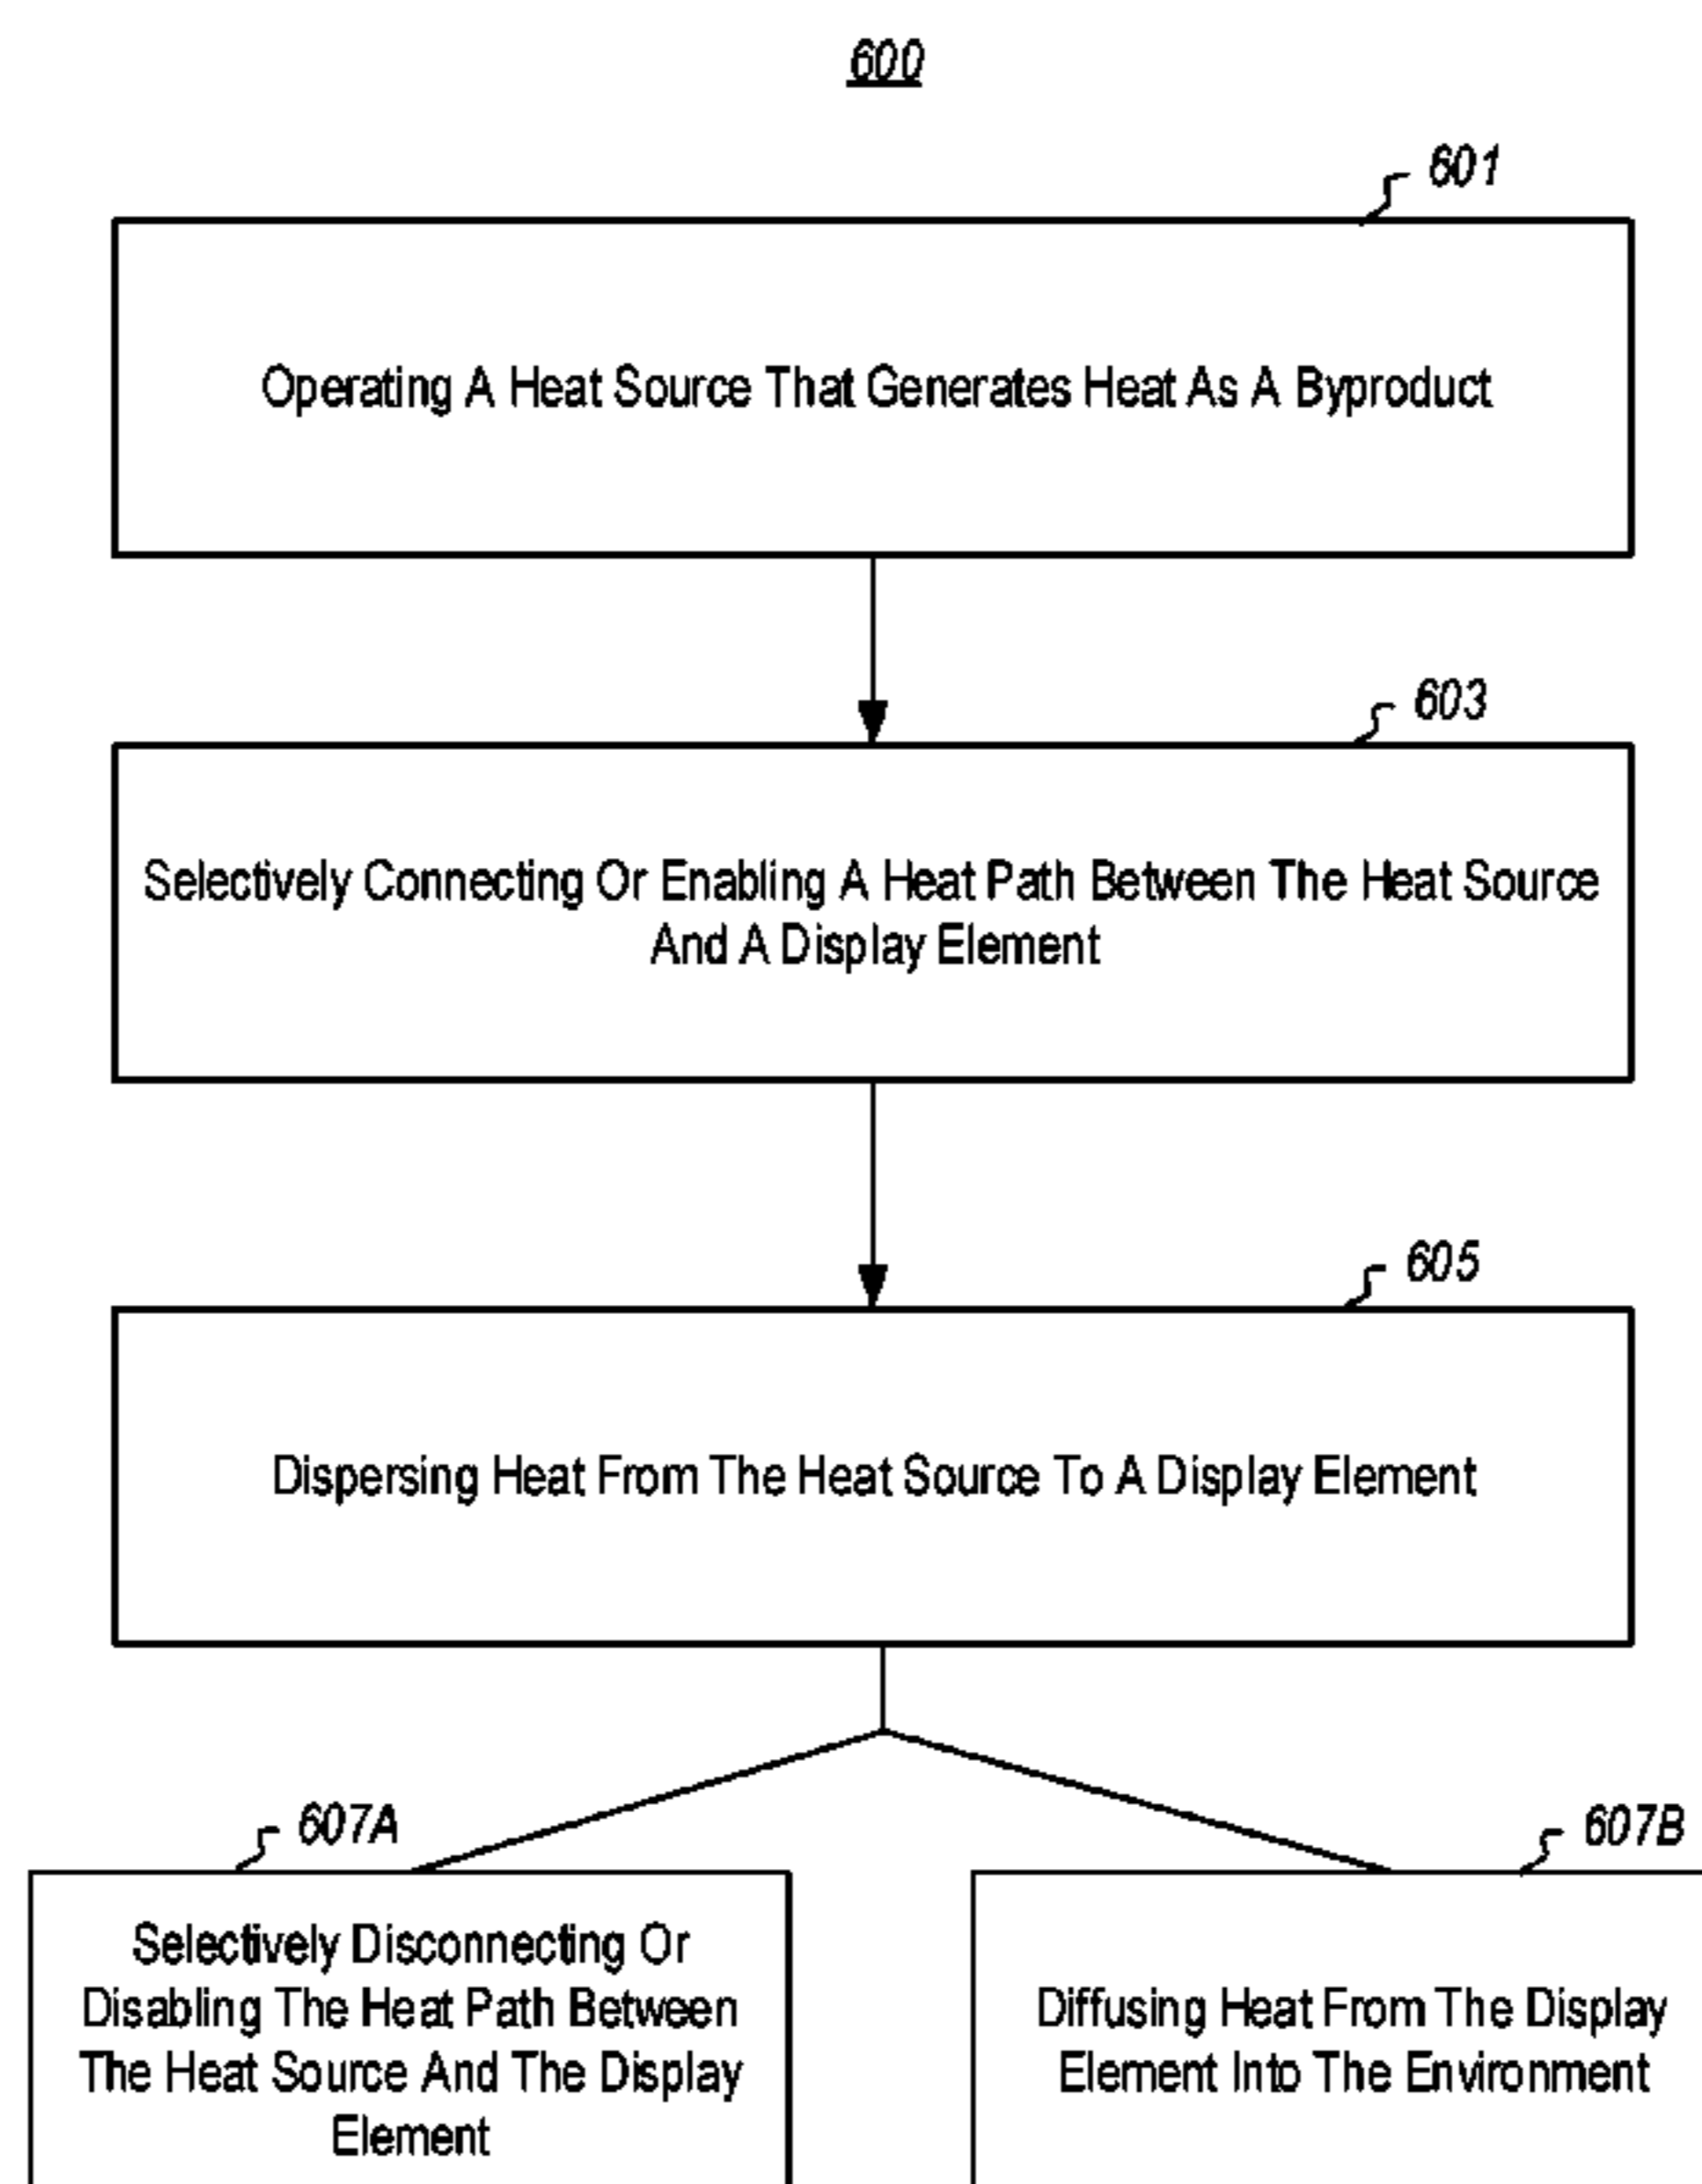 600
601
Operating A Heat Source That Generates Heat As A Byproduct
603
Selectively Connecting Or Enabling A Heat Path Between The Heat Source
And A Display Element
605
Dispersing Heat From The Heat Source To A Display Element
607A
Selectively Disconnecting Or
Disabling The Heat Path Between
The Heat Source And The Display
Element
607B
Diffusing Heat From The Display
Element Into The Environment